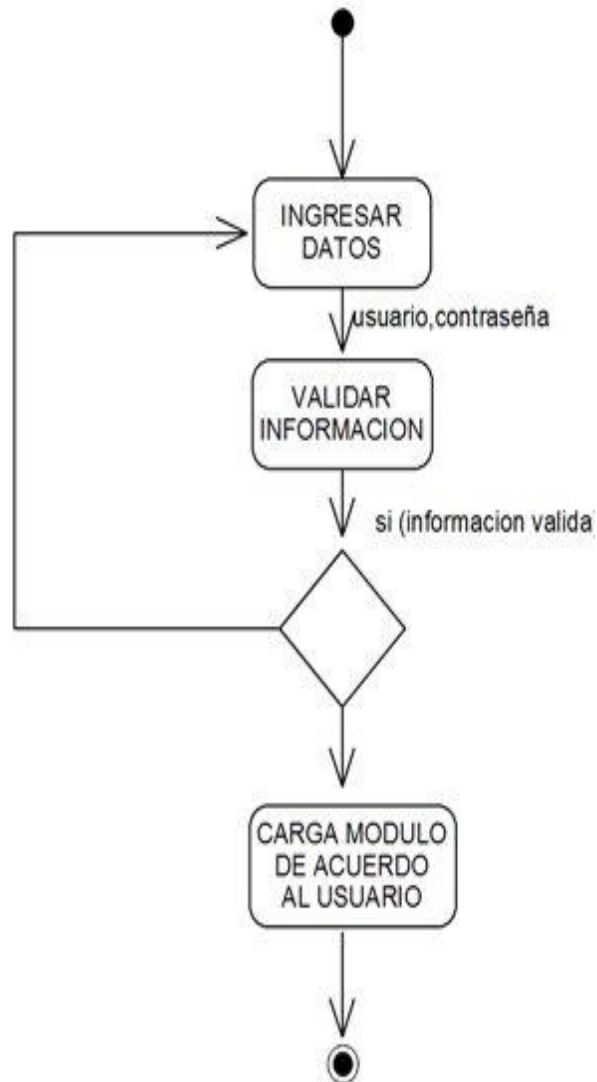 INGRESAR
DATOS
usuario,contraseña
VALIDAR
INFORMACION
si (informacion valida)
CARGA MODULO
DE ACUERDO
AL USUARIO